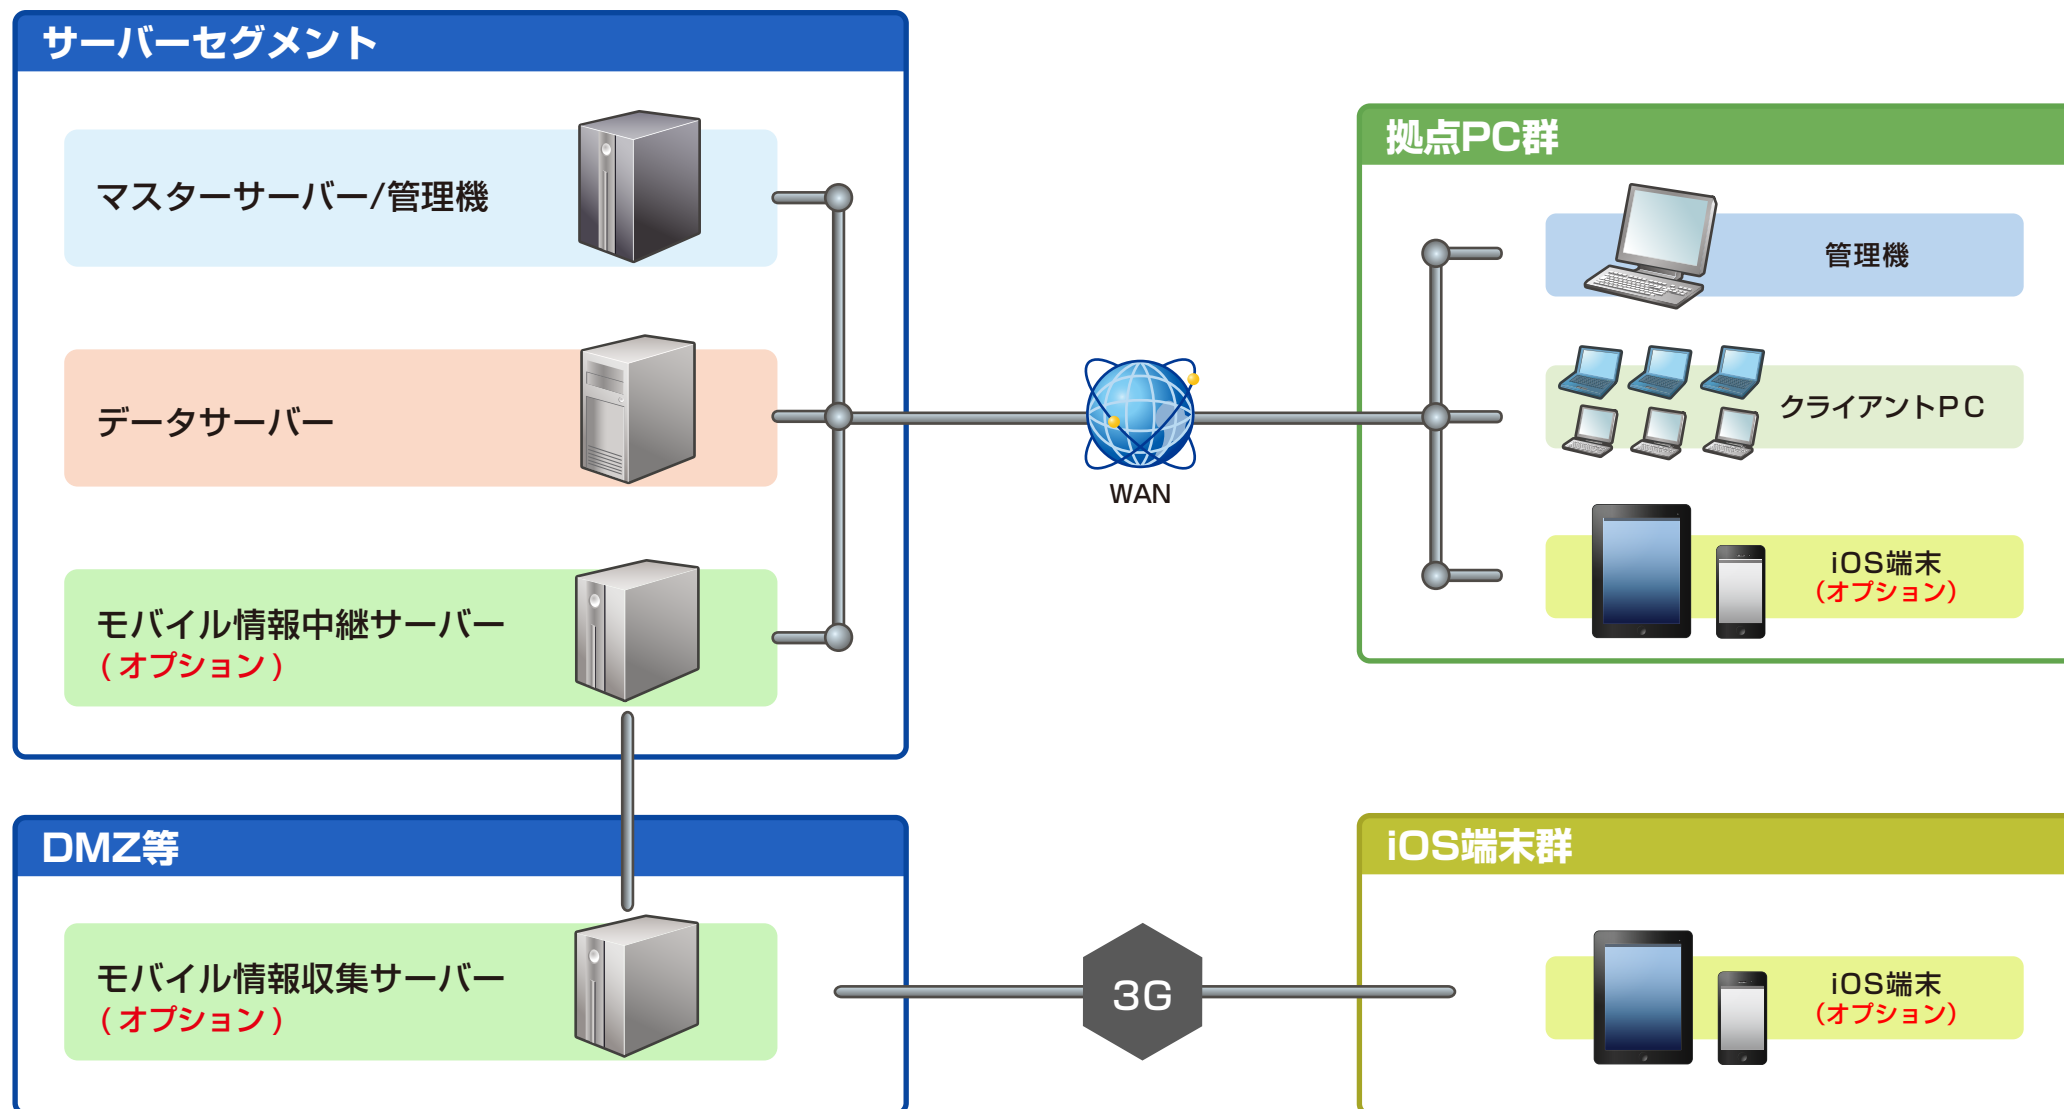 サーバーセグメント
マスターサーバー/管理機
データサーバー
モバイル情報中継サーバー
(オプション)
WAN
拠点PC群
管理機
クライアントPC
iOS端末
(オプション)
DMZ等
モバイル情報収集サーバー
(オプション)
3G
iOS端末群
iOS端末
(オプション)